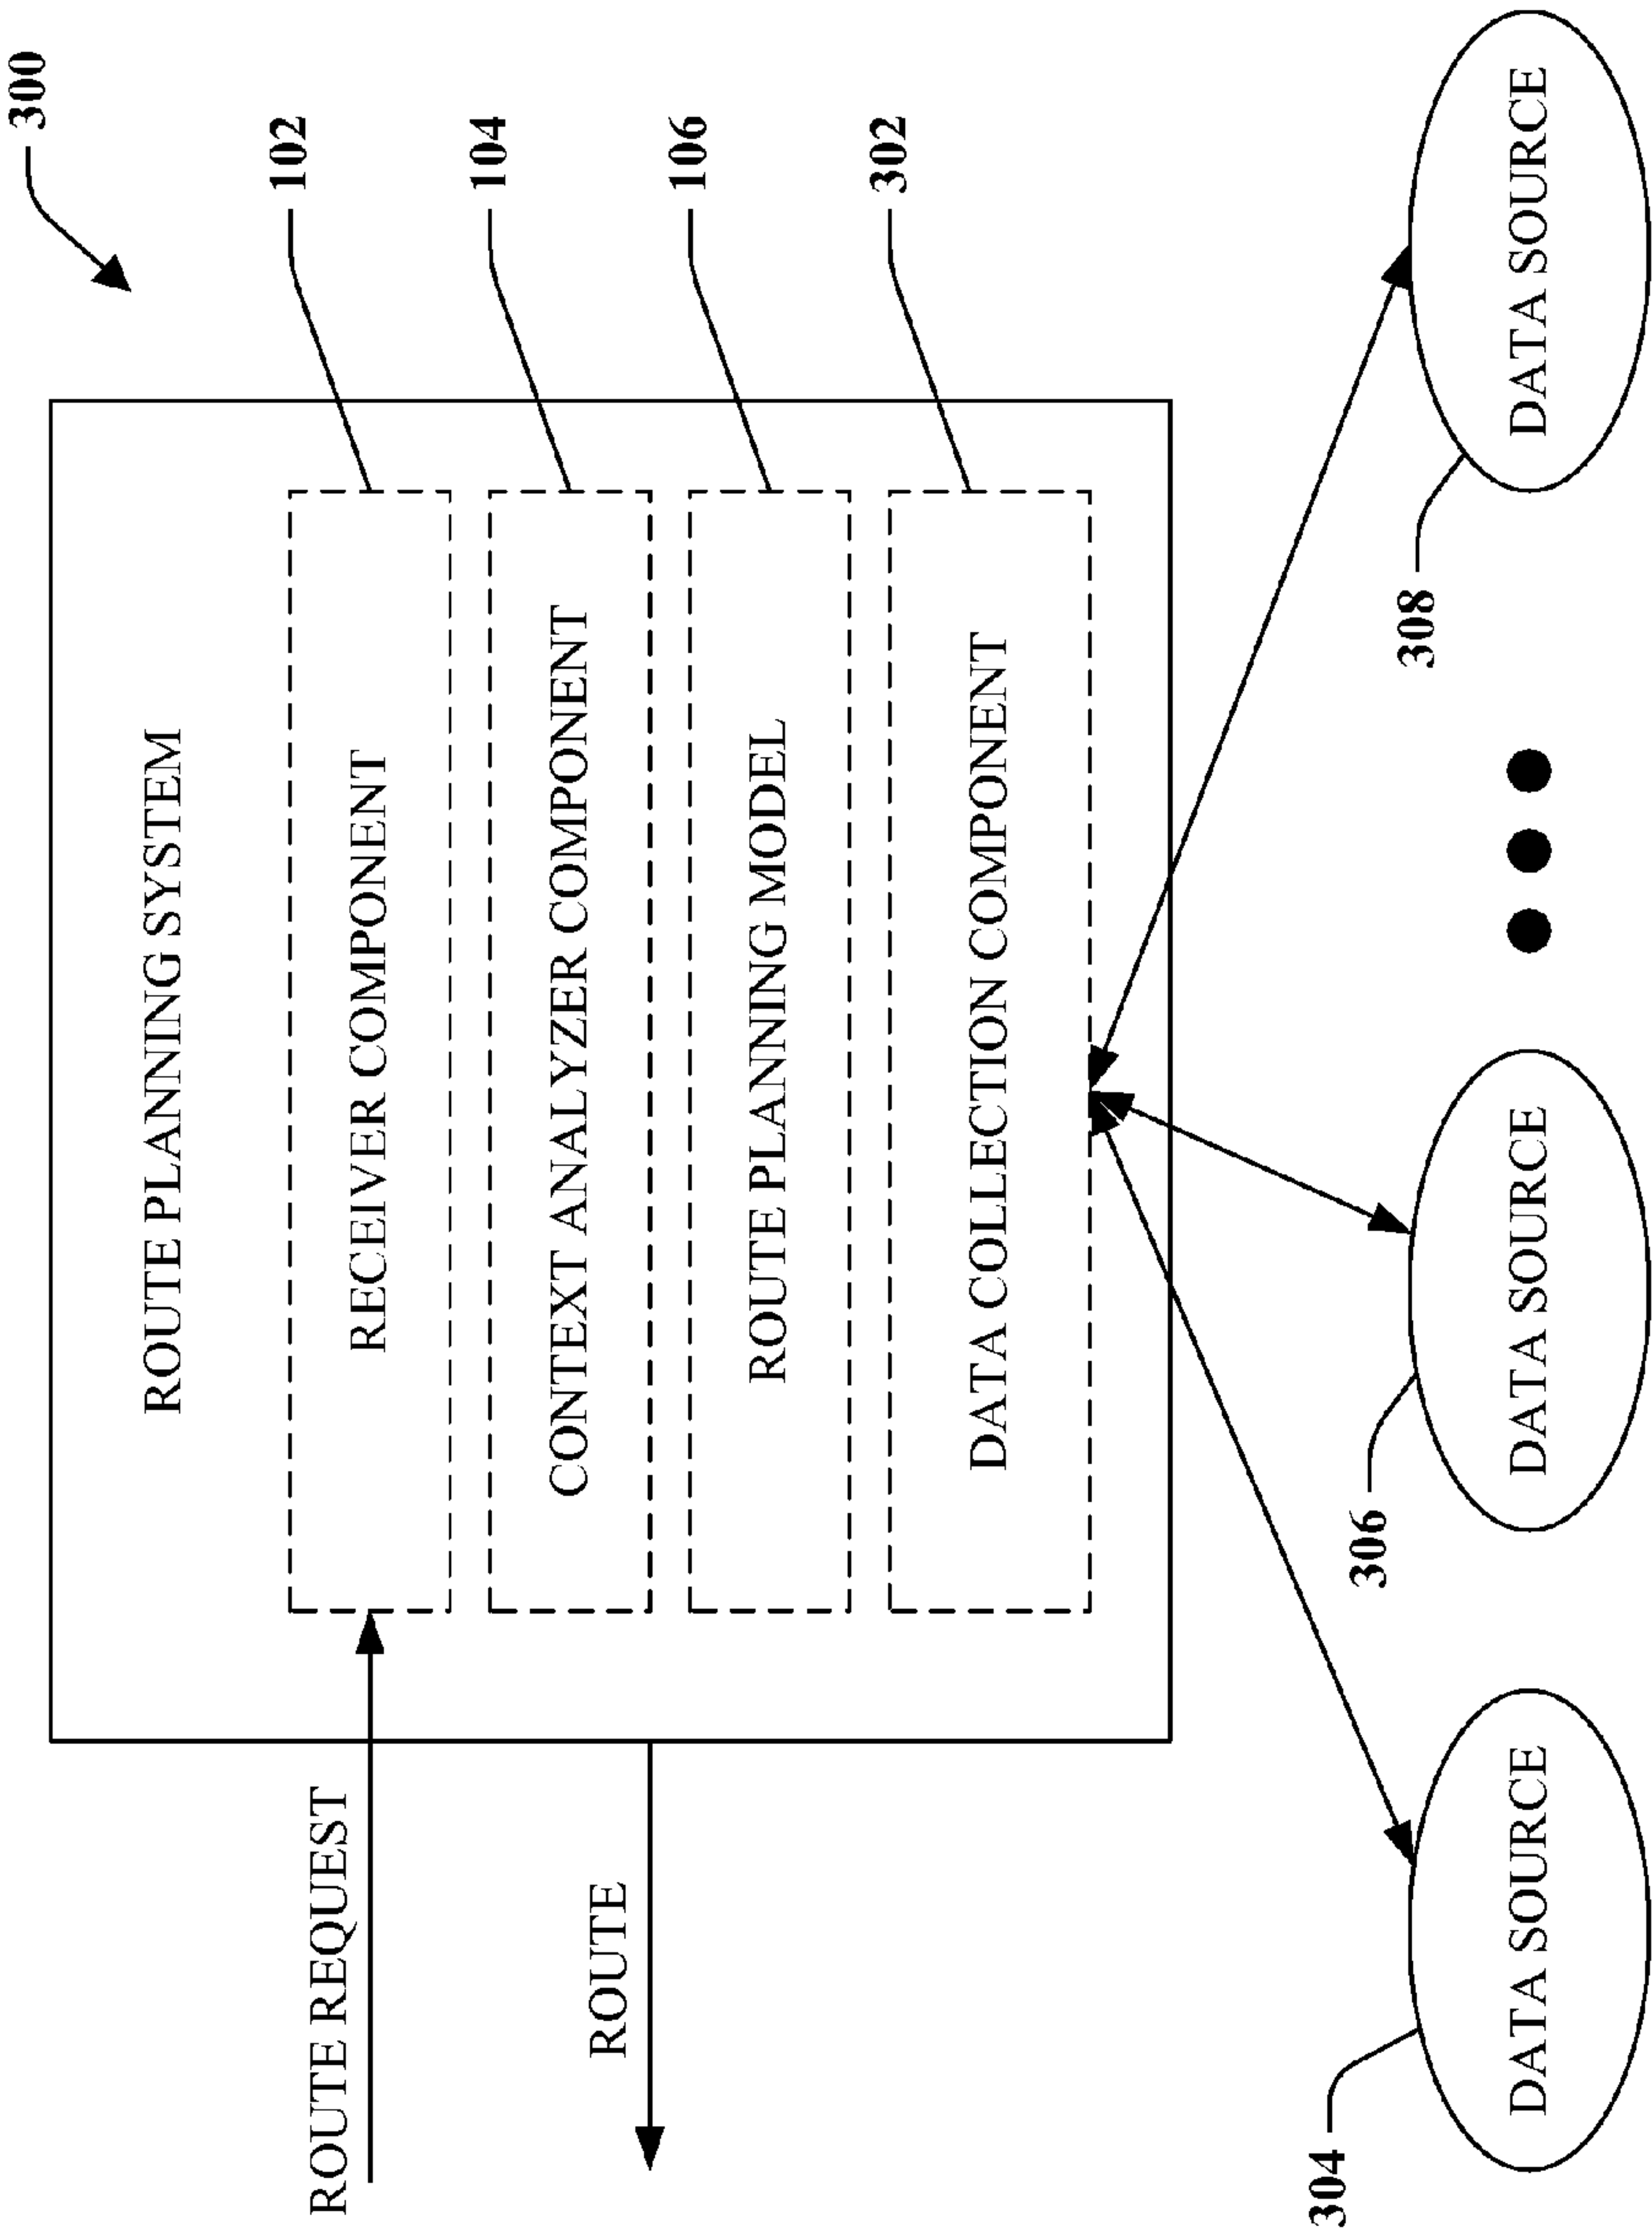 300
ROUTE PLANNING SYSTEM
ROUTE REQUEST
RECEIVER COMPONENT
102
CONTEXT ANALYZER COMPONENT
104
ROUTE
ROUTE PLANNING MODEL
106
DATA COLLECTION COMPONENT
302
304
DATA SOURCE
306
DATA SOURCE
308
DATA SOURCE